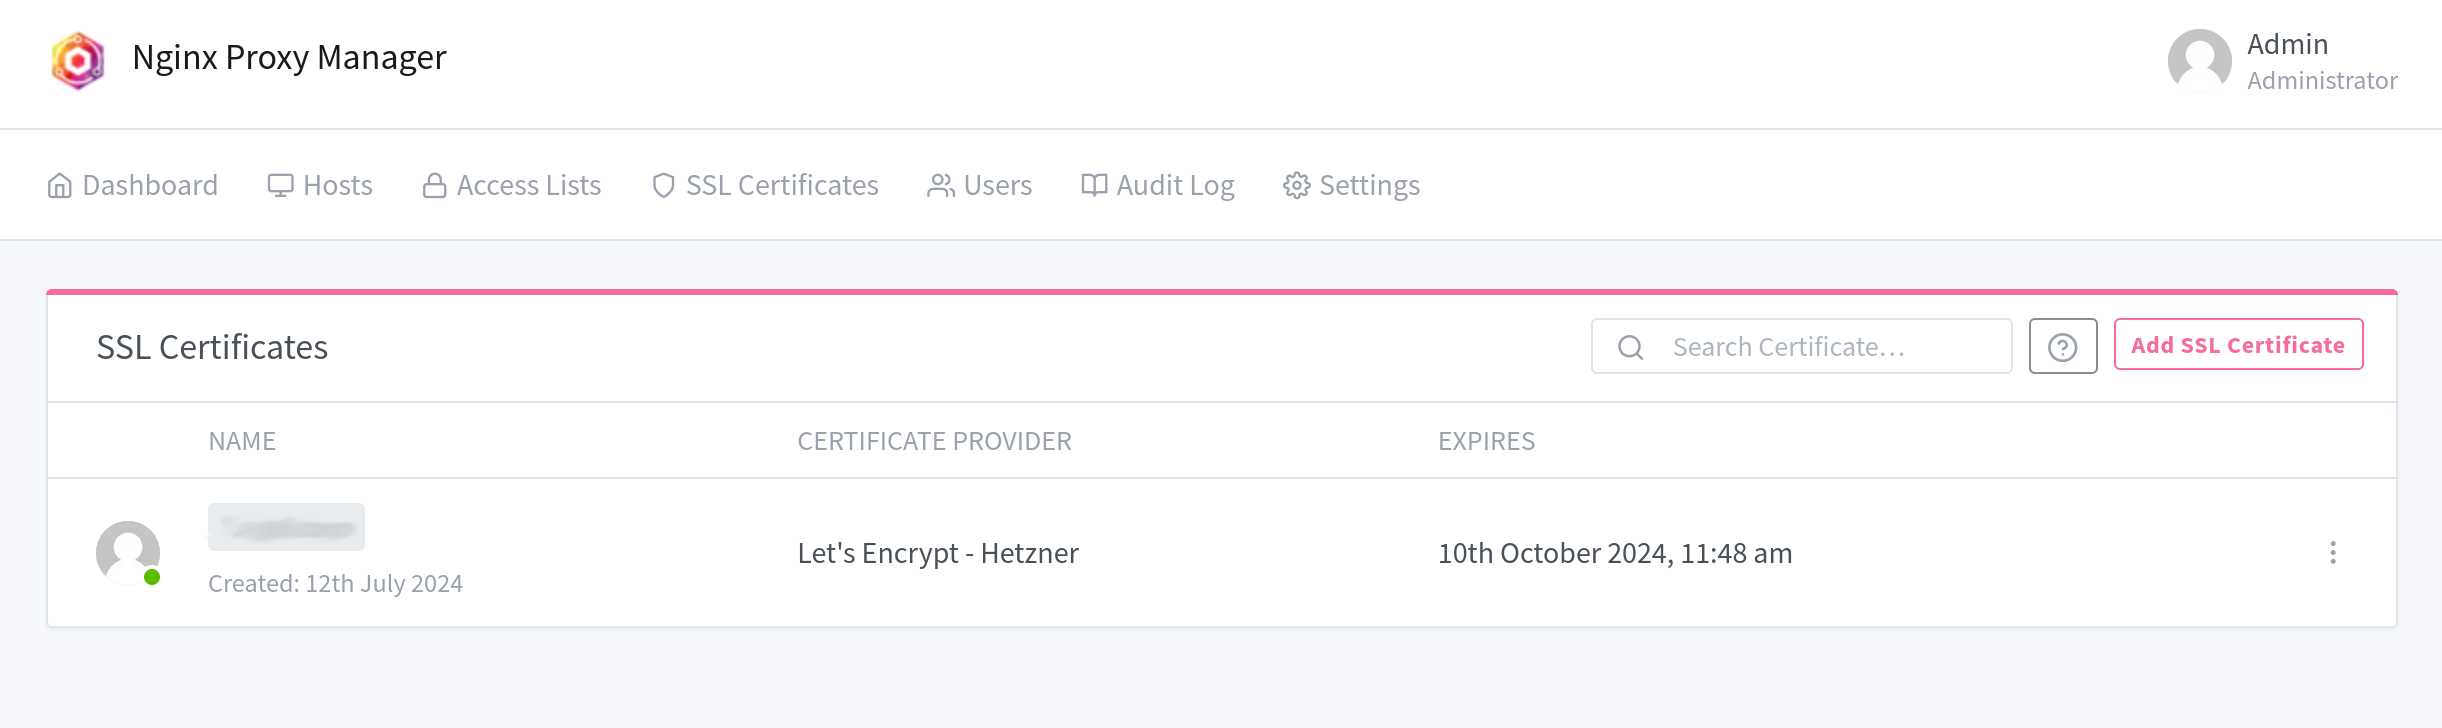 Nginx Proxy Manager
Admin
Administrator
Dashboard Hosts Access Lists SSL Certificates Users Audit Log Settings
SSL Certificates
Search Certificate…
Add SSL Certificate
NAME CERTIFICATE PROVIDER EXPIRES
Let's Encrypt - Hetzner 10th October 2024, 11:48 am
Created: 12th July 2024